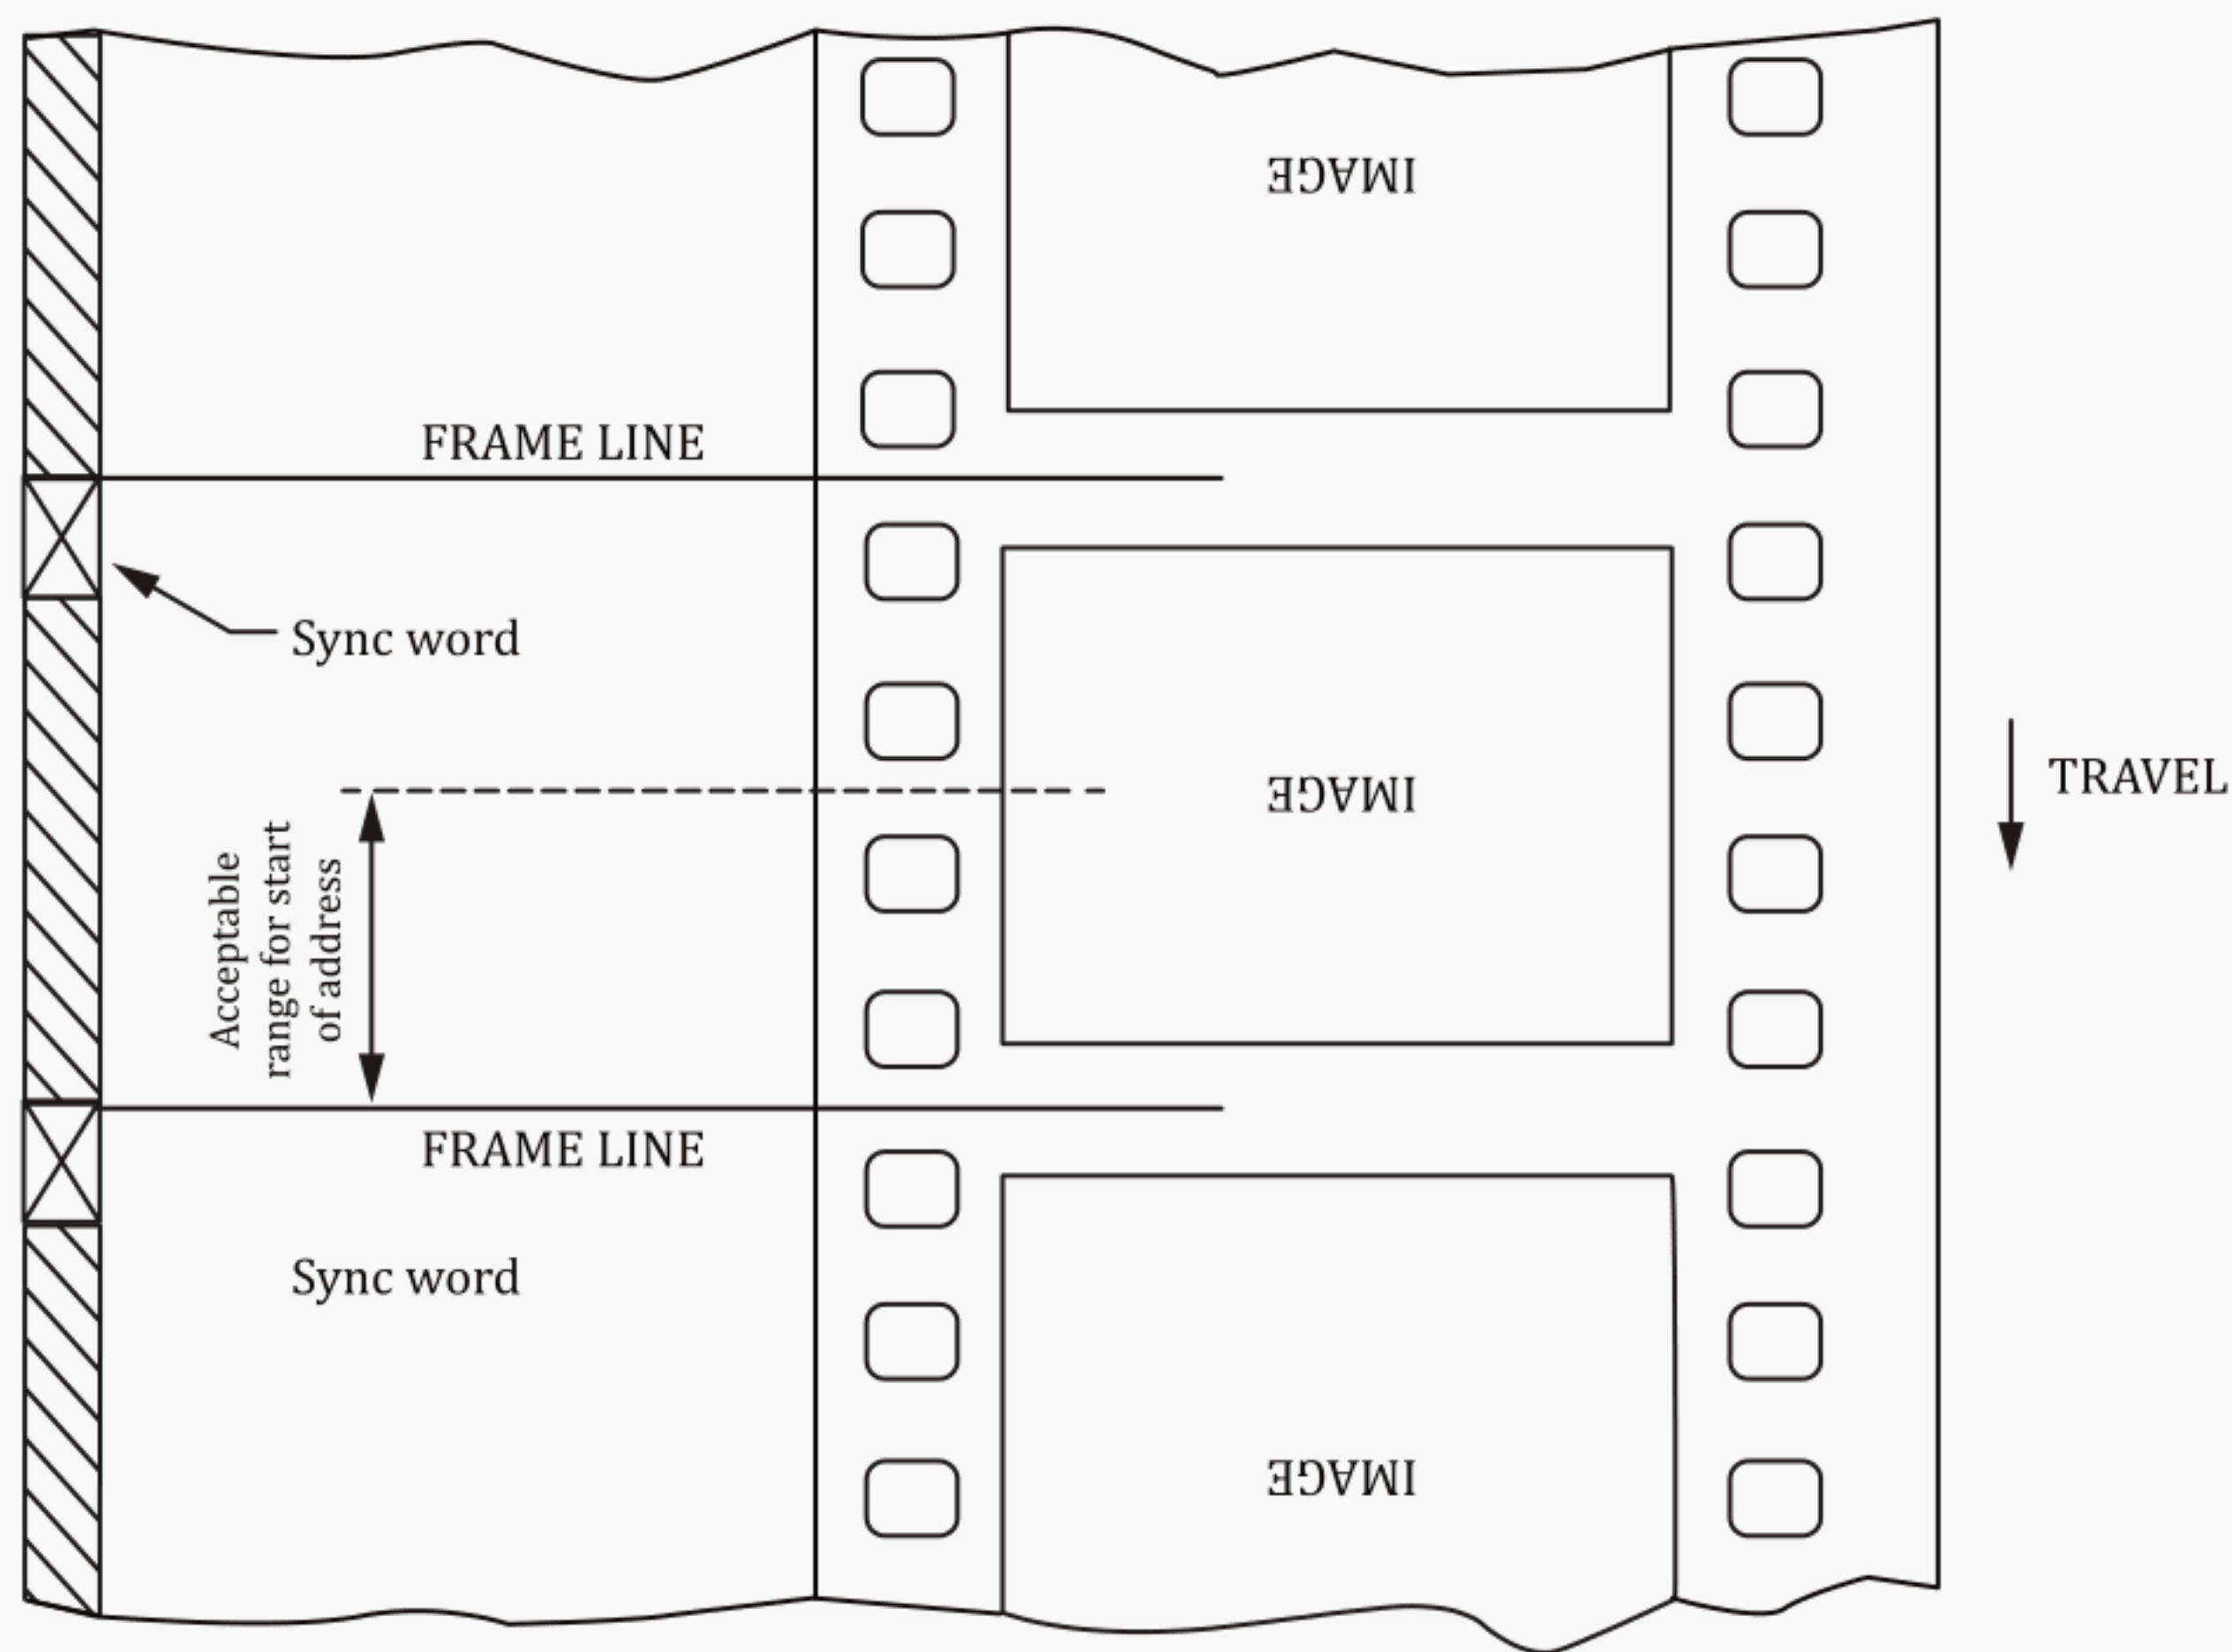 IMAGE
FRAME LINE
Sync word
IMAGE
TRAVEL
Acceptable
range for start
of address
FRAME LINE
Sync word
IMAGE